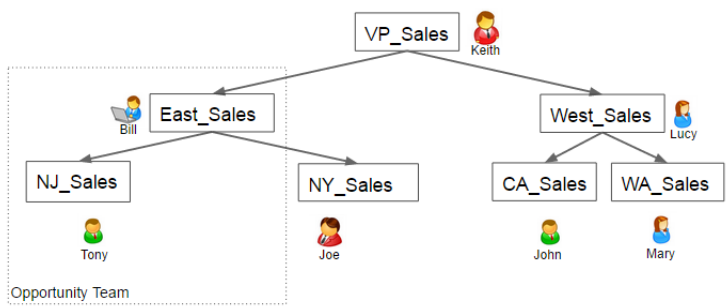 VP_Sales
Keith
East_Sales
Bill
West_Sales
Lucy
NJ_Sales
NY_Sales
CA_Sales
WA_Sales
Tony
Joe
John
Mary
Opportunity Team